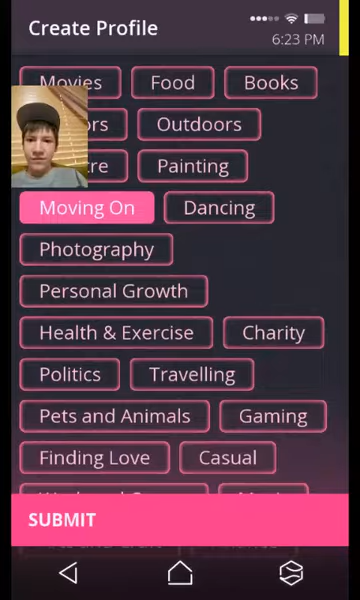 Create Profile
6:23 PM
Movies Food Books
Outdoors
Painting
Moving On Dancing
Photography
Personal Growth
Health & Exercise Charity
Politics Travelling
Pets and Animals Gaming
Finding Love Casual
SUBMIT